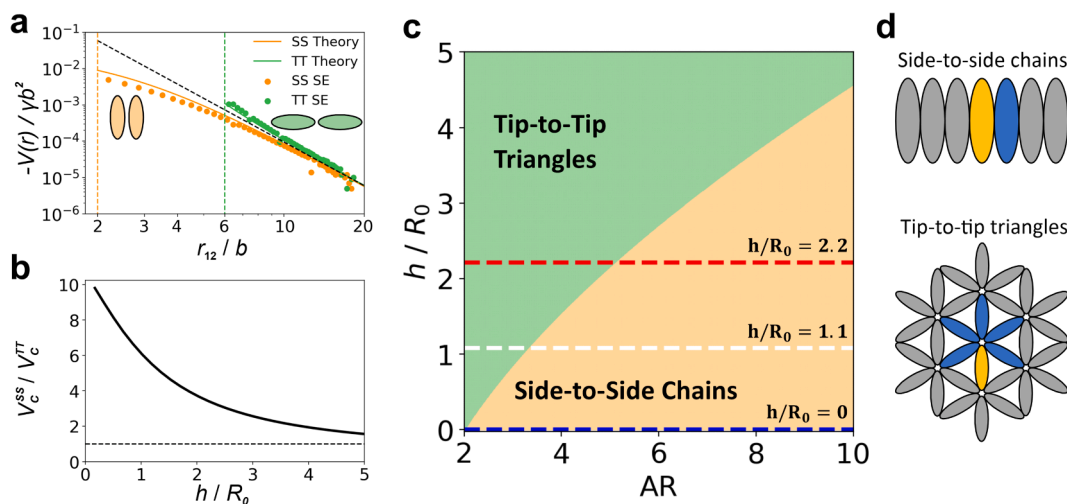 a
10⁻¹
10⁻²
10⁻³
10⁻⁴
10⁻⁵
10⁻⁶
-V(r) / γb²
SS Theory
TT Theory
SS SE
TT SE
2 3 4 6 10 20
r₁₂ / b
b
10
8
6
4
2
0
V_c^SS / V_c^TT
0 1 2 3 4 5
h / R₀
c
5
4
3
2
1
0
h / R₀
Tip-to-Tip
Triangles
h/R₀ = 2.2
h/R₀ = 1.1
Side-to-Side Chains
h/R₀ = 0
2 4 6 8 10
AR
d
Side-to-side chains
Tip-to-tip triangles